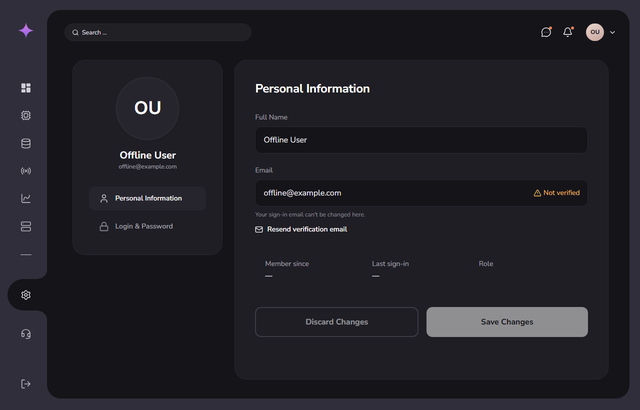 Search ...
OU
OU
Offline User
offline@example.com
Personal Information
Login & Password
Personal Information
Full Name
Offline User
Email
offline@example.com
Not verified
Your sign-in email can't be changed here.
Resend verification email
Member since
Last sign-in
Role
—
—
Discard Changes
Save Changes